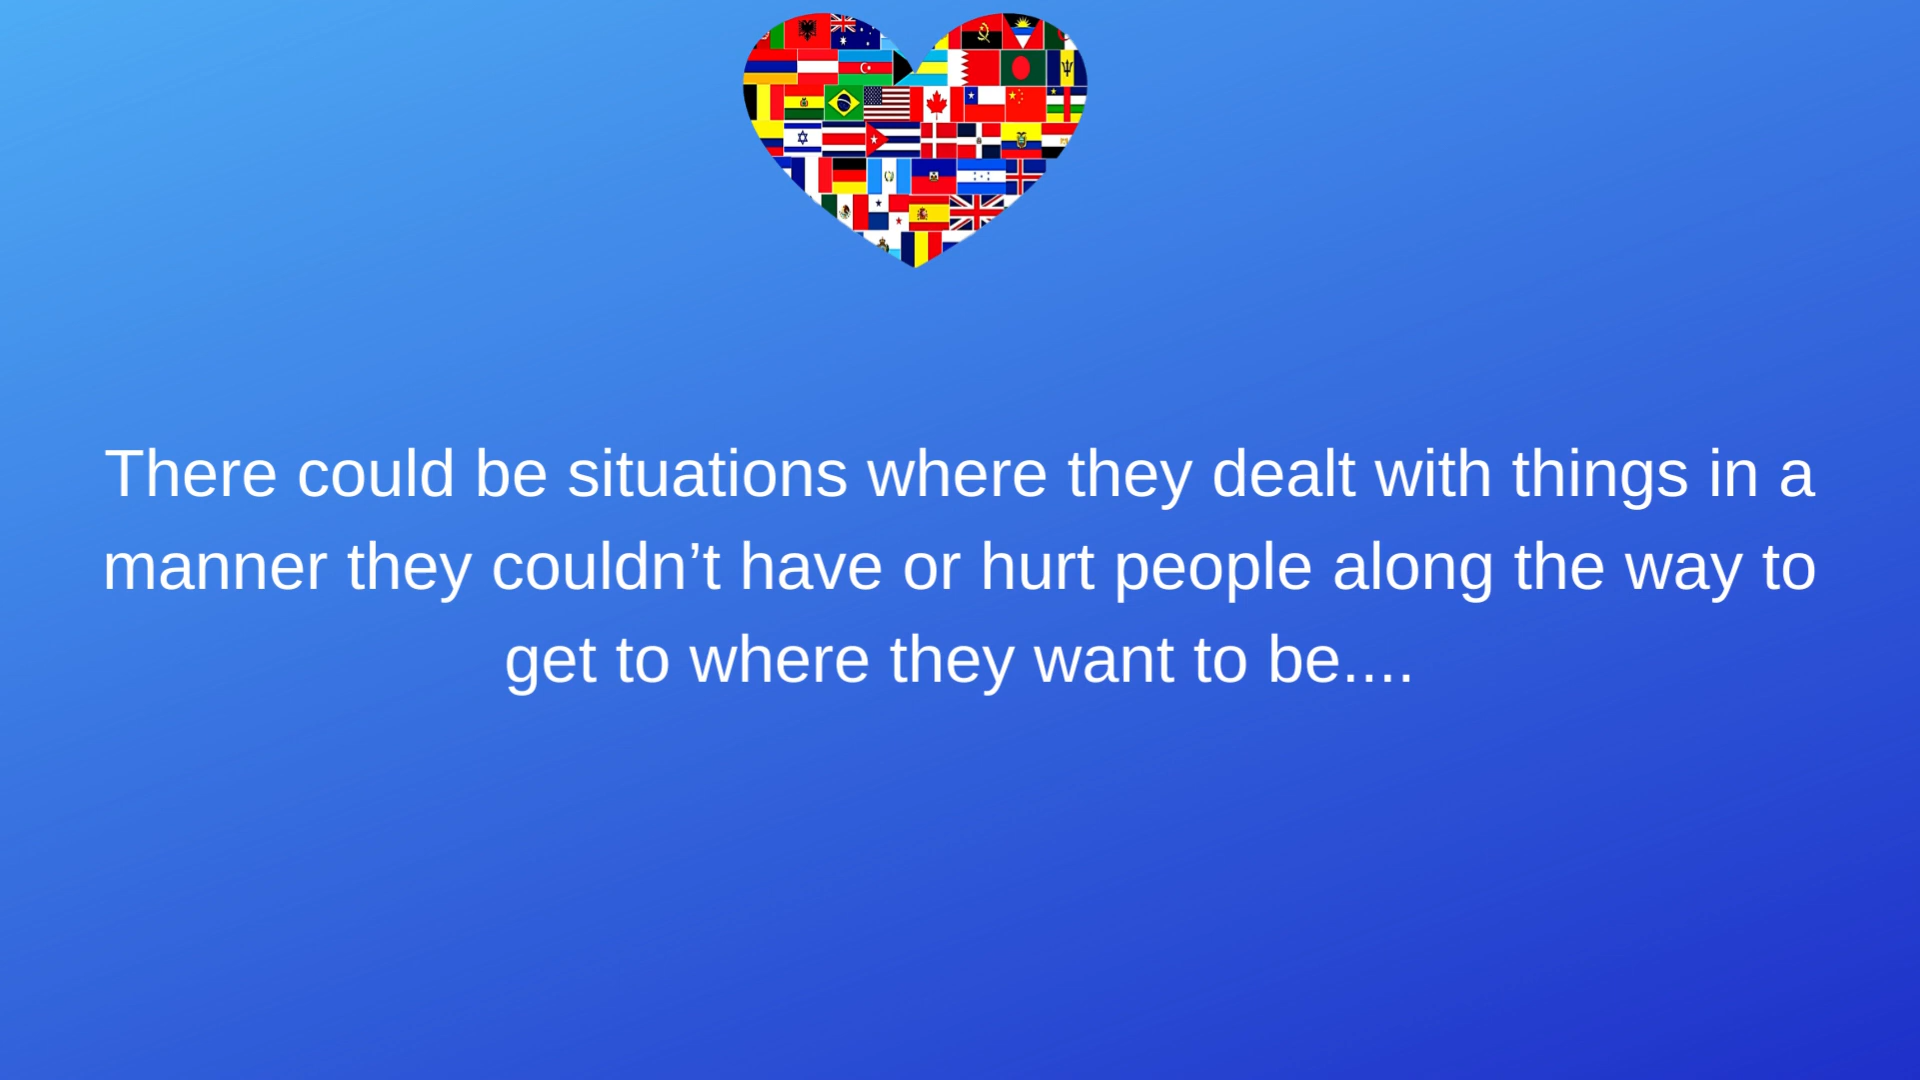 There could be situations where they dealt with things in a
manner they couldn’t have or hurt people along the way to
get to where they want to be....